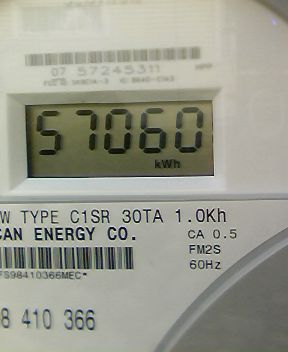 07 57245311
57060
kWh
W TYPE C1SR 30TA 1.0Kh
CAN ENERGY CO.
CA 0.5
FM2S
60Hz
FS98410366MEC*
8 410 366